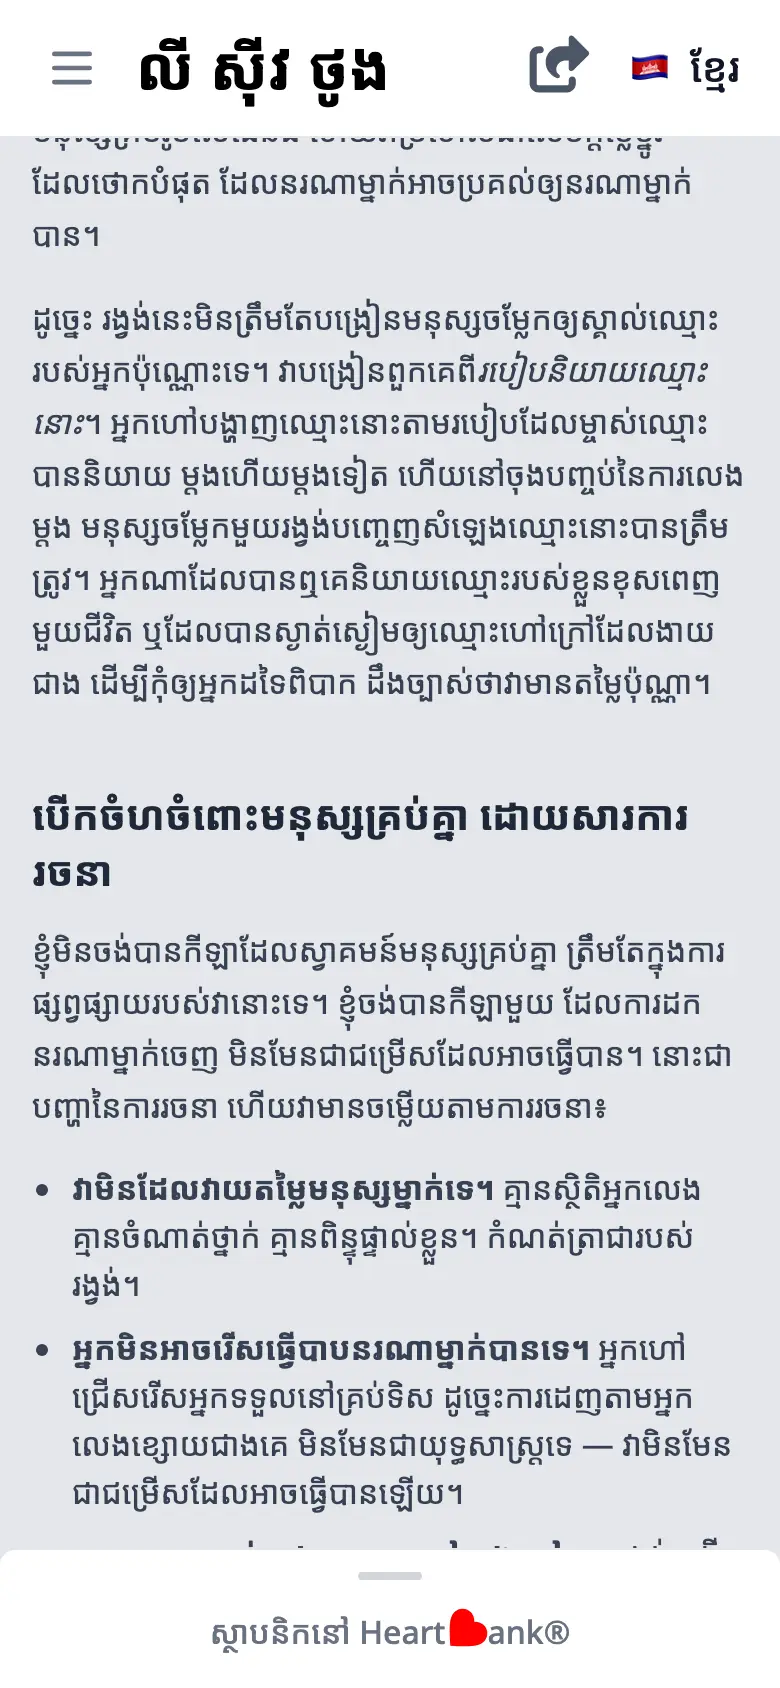 លី ស៊ីវ ថូង
ខ្មែរ
ដែលថោកបំផុត ដែលនរណាម្នាក់អាចប្រគល់ឲ្យនរណាម្នាក់
បាន។
ដូច្នេះ រង្វង់នេះមិនត្រឹមតែបង្រៀនមនុស្សចម្លែកឲ្យស្គាល់ឈ្មោះ
របស់អ្នកប៉ុណ្ណោះទេ។ វាបង្រៀនពួកគេពីរបៀបនិយាយឈ្មោះ
នោះ។ អ្នកហៅបង្ហាញឈ្មោះនោះតាមរបៀបដែលម្ចាស់ឈ្មោះ
បាននិយាយ ម្តងហើយម្តងទៀត ហើយនៅចុងបញ្ចប់នៃការលេង
ម្តង មនុស្សចម្លែកមួយរង្វង់បញ្ចេញសំឡេងឈ្មោះនោះបានត្រឹម
ត្រូវ។ អ្នកណាដែលបានឮគេនិយាយឈ្មោះរបស់ខ្លួនខុសពេញ
មួយជីវិត ឬដែលបានស្ងាត់ស្ងៀមឲ្យឈ្មោះហៅក្រៅដែលងាយ
ជាង ដើម្បីកុំឲ្យអ្នកដទៃពិបាក ដឹងច្បាស់ថាវាមានតម្លៃប៉ុណ្ណា។
បើកចំហចំពោះមនុស្សគ្រប់គ្នា ដោយសារការ
រចនា
ខ្ញុំមិនចង់បានកីឡាដែលស្វាគមន៍មនុស្សគ្រប់គ្នា ត្រឹមតែក្នុងការ
ផ្សព្វផ្សាយរបស់វានោះទេ។ ខ្ញុំចង់បានកីឡាមួយ ដែលការដក
នរណាម្នាក់ចេញ មិនមែនជាជម្រើសដែលអាចធ្វើបាន។ នោះជា
បញ្ហានៃការរចនា ហើយវាមានចម្លើយតាមការរចនា៖
• វាមិនដែលវាយតម្លៃមនុស្សម្នាក់ទេ។ គ្មានស្ថិតិអ្នកលេង
គ្មានចំណាត់ថ្នាក់ គ្មានពិន្ទុផ្ទាល់ខ្លួន។ កំណត់ត្រាជារបស់
រង្វង់។
• អ្នកមិនអាចរើសធ្វើបាបនរណាម្នាក់បានទេ។ អ្នកហៅ
ជ្រើសរើសអ្នកទទួលនៅគ្រប់ទិស ដូច្នេះការដេញតាមអ្នក
លេងខ្សោយជាងគេ មិនមែនជាយុទ្ធសាស្ត្រទេ — វាមិនមែន
ជាជម្រើសដែលអាចធ្វើបានឡើយ។
ស្ថាបនិកនៅ Heart ank®